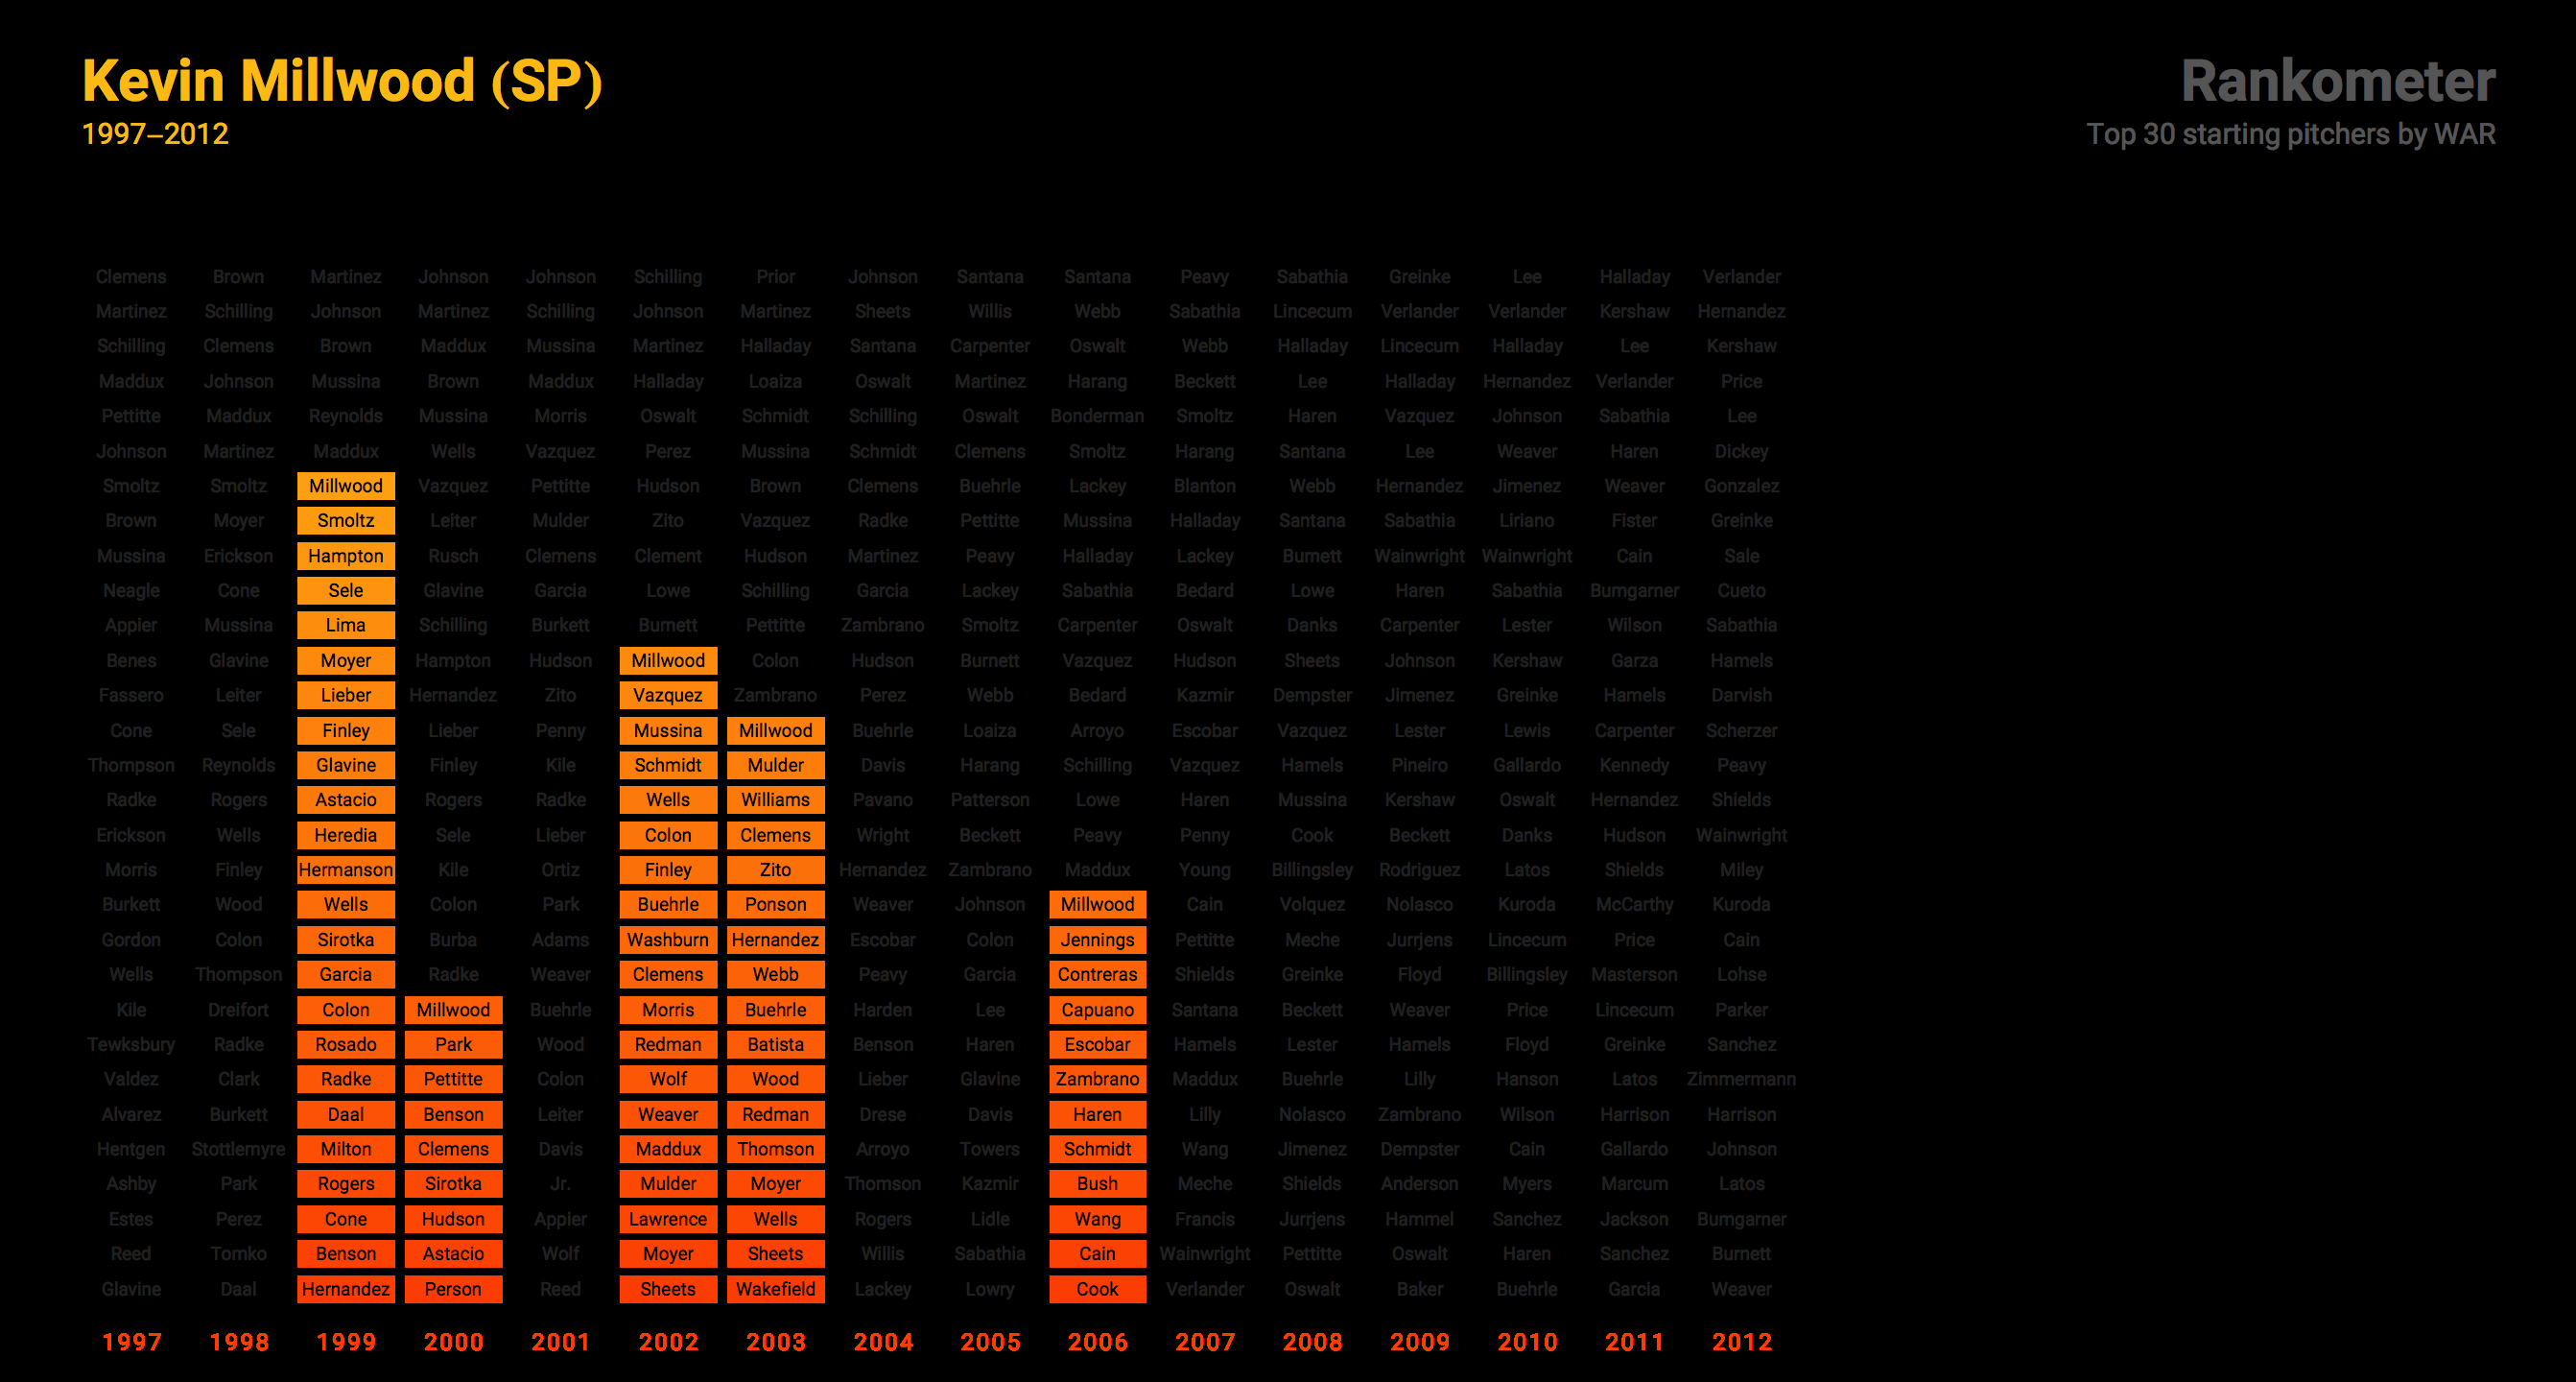 Kevin Millwood (SP)
1997–2012
Rankometer
Top 30 starting pitchers by WAR
Clemens Brown Martinez Johnson Johnson Schilling Prior Johnson Santana Santana Peavy Sabathia Greinke Lee Halladay Verlander
Martinez Schilling Johnson Martinez Schilling Johnson Martinez Sheets Willis Webb Sabathia Lincecum Verlander Verlander Kershaw Hernandez
Schilling Clemens Brown Maddux Mussina Martinez Halladay Santana Carpenter Oswalt Webb Halladay Lincecum Halladay Lee Kershaw
Maddux Johnson Mussina Brown Maddux Halladay Loaiza Oswalt Martinez Harang Beckett Lee Halladay Hernandez Verlander Price
Pettitte Maddux Reynolds Mussina Morris Oswalt Schmidt Schilling Oswalt Bonderman Smoltz Haren Vazquez Johnson Sabathia Lee
Johnson Martinez Maddux Wells Vazquez Perez Mussina Schmidt Clemens Smoltz Harang Santana Lee Weaver Haren Dickey
Smoltz Smoltz Millwood Vazquez Pettitte Hudson Brown Clemens Buehrle Lackey Blanton Webb Hernandez Jimenez Weaver Gonzalez
Brown Moyer Smoltz Leiter Mulder Zito Vazquez Radke Pettitte Mussina Halladay Santana Sabathia Liriano Fister Greinke
Mussina Erickson Hampton Rusch Clemens Clement Hudson Martinez Peavy Halladay Lackey Burnett Wainwright Wainwright Cain Sale
Neagle Cone Sele Glavine Garcia Lowe Schilling Garcia Lackey Sabathia Bedard Lowe Haren Sabathia Bumgarner Cueto
Appier Mussina Lima Schilling Burkett Burnett Pettitte Zambrano Smoltz Carpenter Oswalt Danks Carpenter Lester Wilson Sabathia
Benes Glavine Moyer Hampton Hudson Millwood Colon Hudson Burnett Vazquez Hudson Sheets Johnson Kershaw Garza Hamels
Fassero Leiter Lieber Hernandez Zito Vazquez Zambrano Perez Webb Bedard Kazmir Dempster Jimenez Greinke Hamels Darvish
Cone Sele Finley Lieber Penny Mussina Millwood Buehrle Loaiza Arroyo Escobar Vazquez Lester Lewis Carpenter Scherzer
Thompson Reynolds Glavine Finley Kile Schmidt Mulder Davis Harang Schilling Vazquez Hamels Pineiro Gallardo Kennedy Peavy
Radke Rogers Astacio Rogers Radke Wells Williams Pavano Patterson Lowe Haren Mussina Kershaw Oswalt Hernandez Shields
Erickson Wells Heredia Sele Lieber Colon Clemens Wright Beckett Peavy Penny Cook Beckett Danks Hudson Wainwright
Morris Finley Hermanson Kile Ortiz Finley Zito Hernandez Zambrano Maddux Young Billingsley Rodriguez Latos Shields Miley
Burkett Wood Wells Colon Park Buehrle Ponson Weaver Johnson Millwood Cain Volquez Nolasco Kuroda McCarthy Kuroda
Gordon Colon Sirotka Burba Adams Washburn Hernandez Escobar Colon Jennings Pettitte Meche Jurrjens Lincecum Price Cain
Wells Thompson Garcia Radke Weaver Clemens Webb Peavy Garcia Contreras Shields Greinke Floyd Billingsley Masterson Lohse
Kile Dreifort Colon Millwood Buehrle Morris Buehrle Harden Lee Capuano Santana Beckett Weaver Price Lincecum Parker
Tewksbury Radke Rosado Park Wood Redman Batista Benson Haren Escobar Hamels Lester Hamels Floyd Greinke Sanchez
Valdez Clark Radke Pettitte Colon Wolf Wood Lieber Glavine Zambrano Maddux Buehrle Lilly Hanson Latos Zimmermann
Alvarez Burkett Daal Benson Leiter Weaver Redman Drese Davis Haren Lilly Nolasco Zambrano Wilson Harrison Harrison
Hentgen Stottlemyre Milton Clemens Davis Maddux Thomson Arroyo Towers Schmidt Wang Jimenez Dempster Cain Gallardo Johnson
Ashby Park Rogers Sirotka Jr. Mulder Moyer Thomson Kazmir Bush Meche Shields Anderson Myers Marcum Latos
Estes Perez Cone Hudson Appier Lawrence Wells Rogers Lidle Wang Francis Jurrjens Hammel Sanchez Jackson Bumgarner
Reed Tomko Benson Astacio Wolf Moyer Sheets Willis Sabathia Cain Wainwright Pettitte Oswalt Haren Sanchez Burnett
Glavine Daal Hernandez Person Reed Sheets Wakefield Lackey Lowry Cook Verlander Oswalt Baker Buehrle Garcia Weaver
1997 1998 1999 2000 2001 2002 2003 2004 2005 2006 2007 2008 2009 2010 2011 2012